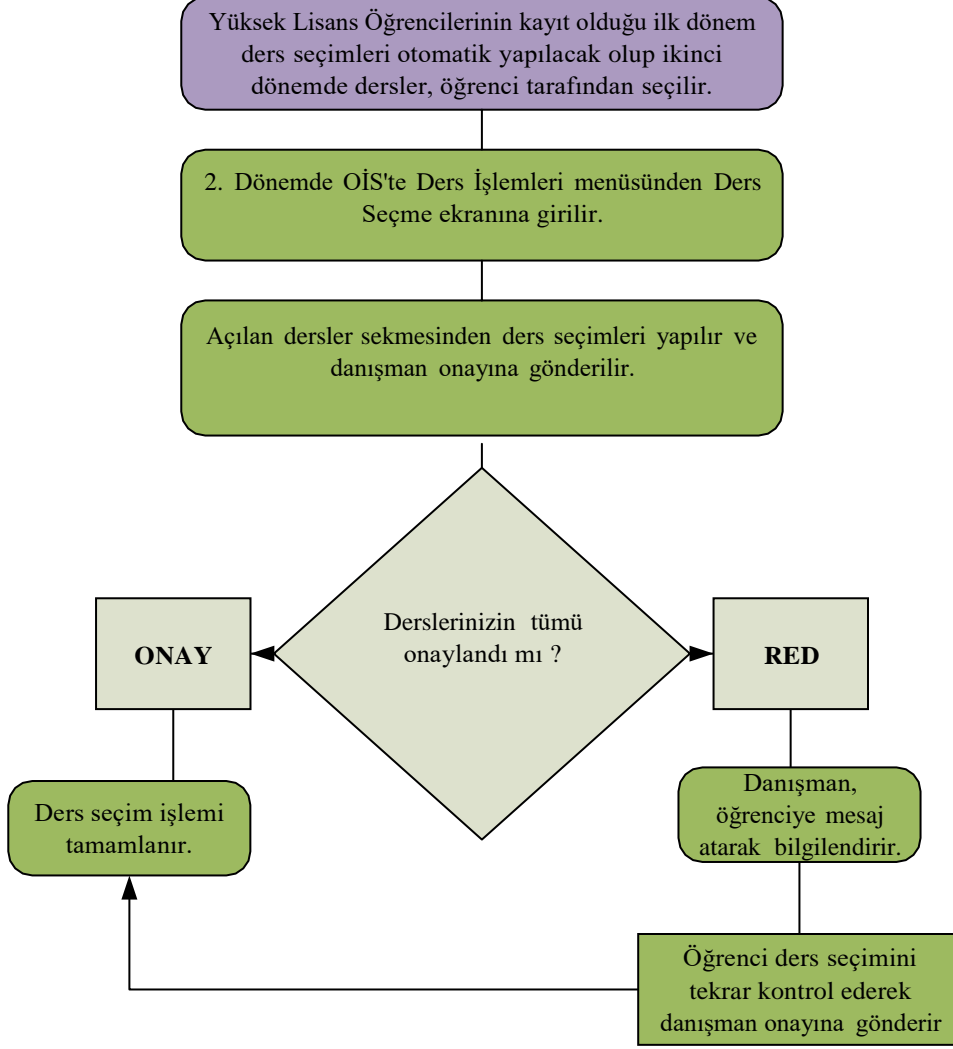 Yüksek Lisans Öğrencilerinin kayıt olduğu ilk dönem
ders seçimleri otomatik yapılacak olup ikinci
dönemde dersler, öğrenci tarafından seçilir.
2. Dönemde OİS'te Ders İşlemleri menüsünden Ders
Seçme ekranına girilir.
Açılan dersler sekmesinden ders seçimleri yapılır ve
danışman onayına gönderilir.
Derslerinizin tümü
onaylandı mı ?
ONAY
RED
Ders seçim işlemi
tamamlanır.
Danışman,
öğrenciye mesaj
atarak bilgilendirir.
Öğrenci ders seçimini
tekrar kontrol ederek
danışman onayına gönderir